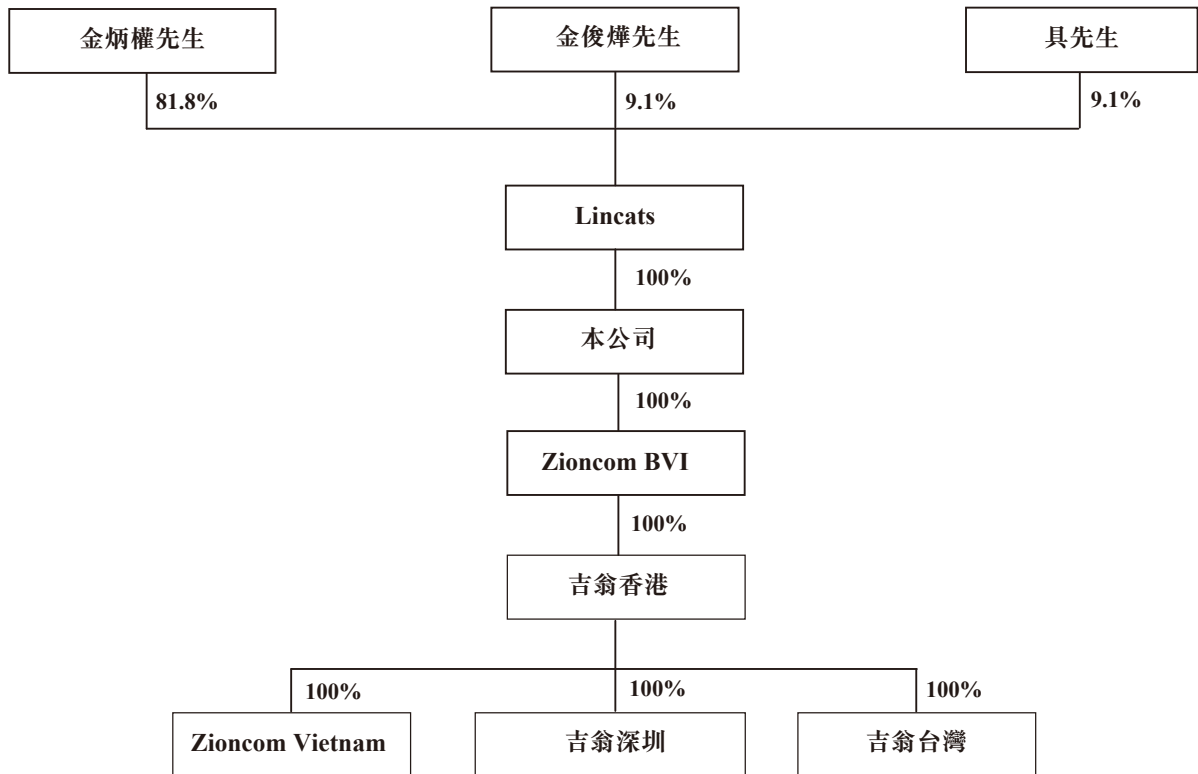 金炳權先生
金俊燁先生
具先生
81.8%
9.1%
9.1%
Lincats
100%
本公司
100%
Zioncom BVI
100%
吉翁香港
100%
100%
100%
Zioncom Vietnam
吉翁深圳
吉翁台灣